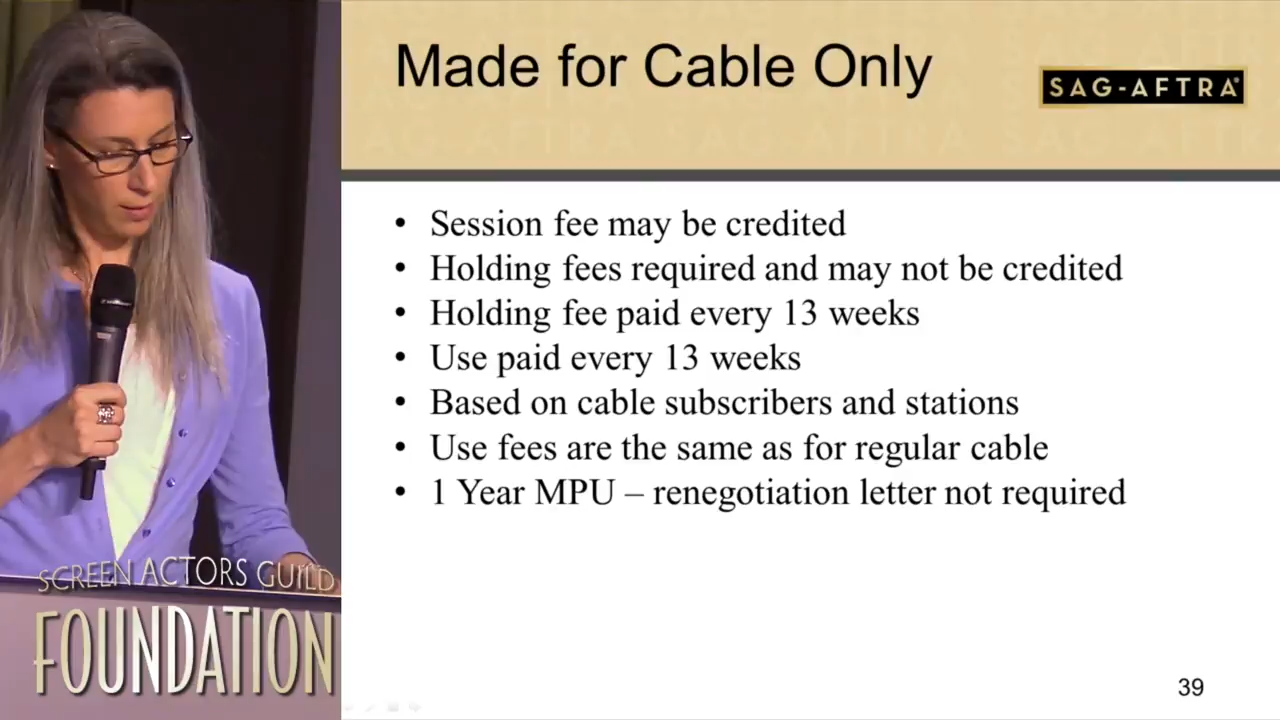 Made for Cable Only
SAG-AFTRA®
• Session fee may be credited
• Holding fees required and may not be credited
• Holding fee paid every 13 weeks
• Use paid every 13 weeks
• Based on cable subscribers and stations
• Use fees are the same as for regular cable
• 1 Year MPU – renegotiation letter not required
SCREEN ACTORS GUILD
FOUNDATION
39